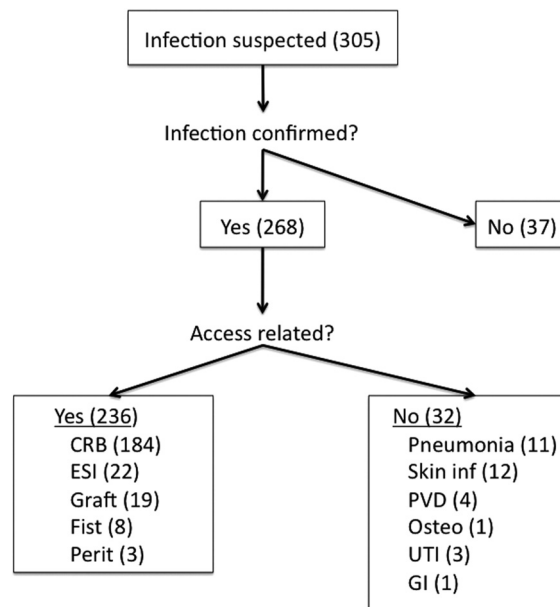 Infection suspected (305)
Infection confirmed?
Yes (268)
No (37)
Access related?
Yes (236)
CRB (184)
ESI (22)
Graft (19)
Fist (8)
Perit (3)
No (32)
Pneumonia (11)
Skin inf (12)
PVD (4)
Osteo (1)
UTI (3)
GI (1)